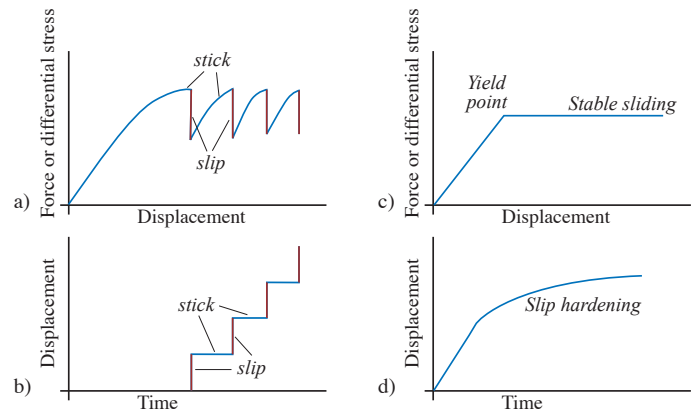 Force or differential stress
stick
slip
a)
Displacement
Displacement
stick
slip
b)
Time
Force or differential stress
Yield
point
Stable sliding
c)
Displacement
Displacement
Slip hardening
d)
Time